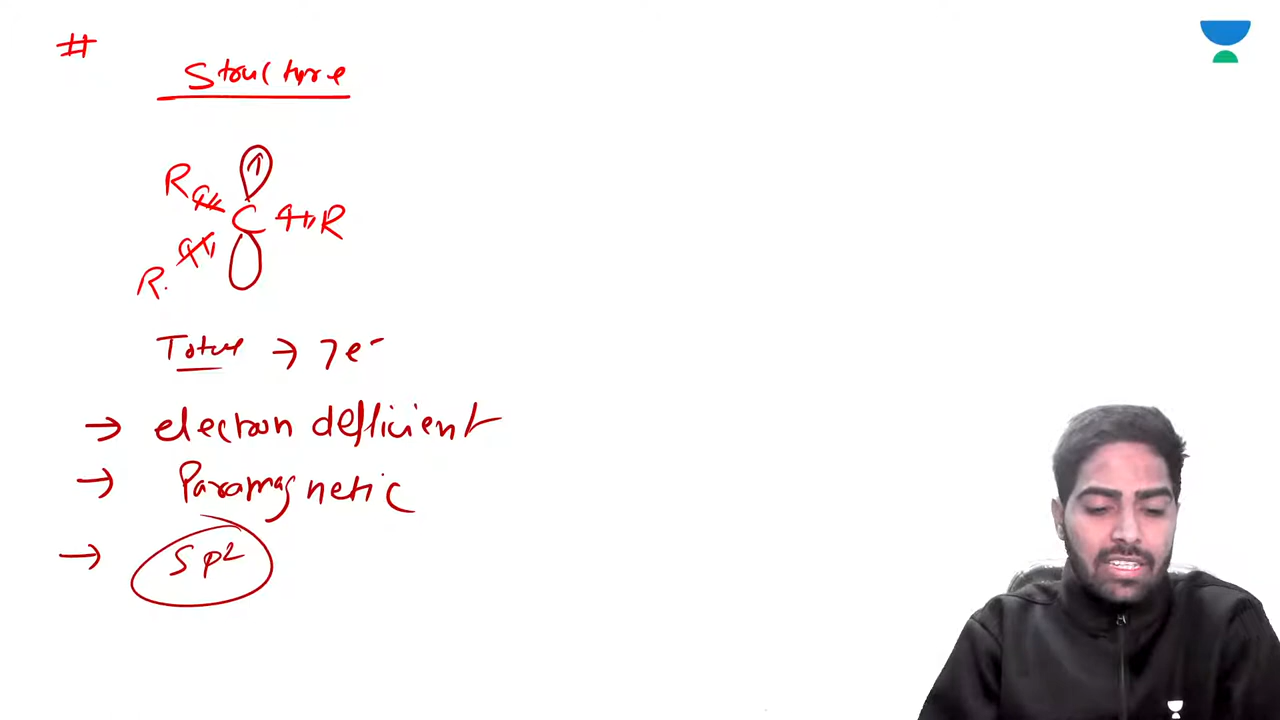 #
Structure
R
C R
R.
Total → 7e⁻
→ electron defficient
→ Paramagnetic
→ Sp²